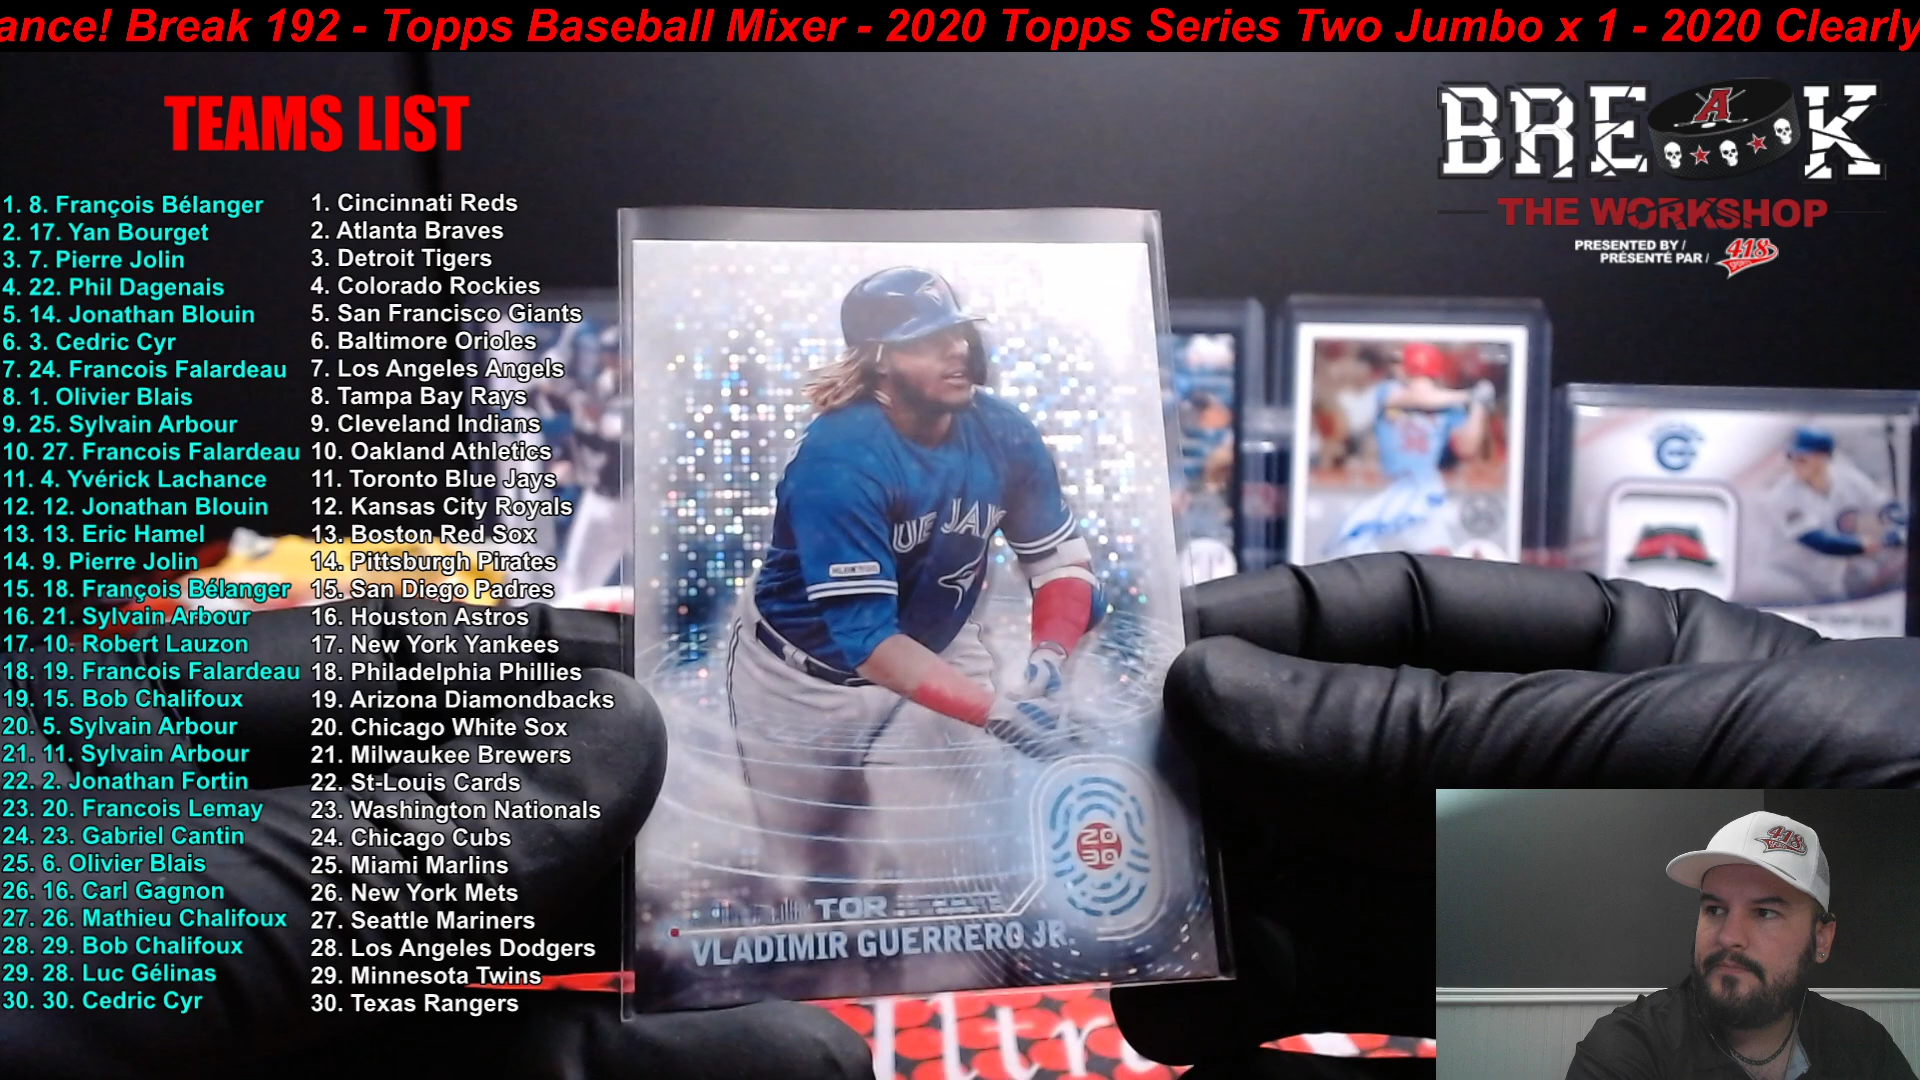 ance! Break 192 - Topps Baseball Mixer - 2020 Topps Series Two Jumbo x 1 - 2020 Clearly
TEAMS LIST
BREAK
THE WORKSHOP
PRESENTED BY /
PRÉSENTÉ PAR /
418
1. 8. François Bélanger
2. 17. Yan Bourget
3. 7. Pierre Jolin
4. 22. Phil Dagenais
5. 14. Jonathan Blouin
6. 3. Cedric Cyr
7. 24. Francois Falardeau
8. 1. Olivier Blais
9. 25. Sylvain Arbour
10. 27. Francois Falardeau
11. 4. Yvérick Lachance
12. 12. Jonathan Blouin
13. 13. Eric Hamel
14. 9. Pierre Jolin
15. 18. François Bélanger
16. 21. Sylvain Arbour
17. 10. Robert Lauzon
18. 19. Francois Falardeau
19. 15. Bob Chalifoux
20. 5. Sylvain Arbour
21. 11. Sylvain Arbour
22. 2. Jonathan Fortin
23. 20. Francois Lemay
24. 23. Gabriel Cantin
25. 6. Olivier Blais
26. 16. Carl Gagnon
27. 26. Mathieu Chalifoux
28. 29. Bob Chalifoux
29. 28. Luc Gélinas
30. 30. Cedric Cyr
1. Cincinnati Reds
2. Atlanta Braves
3. Detroit Tigers
4. Colorado Rockies
5. San Francisco Giants
6. Baltimore Orioles
7. Los Angeles Angels
8. Tampa Bay Rays
9. Cleveland Indians
10. Oakland Athletics
11. Toronto Blue Jays
12. Kansas City Royals
13. Boston Red Sox
14. Pittsburgh Pirates
15. San Diego Padres
16. Houston Astros
17. New York Yankees
18. Philadelphia Phillies
19. Arizona Diamondbacks
20. Chicago White Sox
21. Milwaukee Brewers
22. St-Louis Cards
23. Washington Nationals
24. Chicago Cubs
25. Miami Marlins
26. New York Mets
27. Seattle Mariners
28. Los Angeles Dodgers
29. Minnesota Twins
30. Texas Rangers
UE JAY
20
30
TOR
VLADIMIR GUERRERO JR.
418
ltr